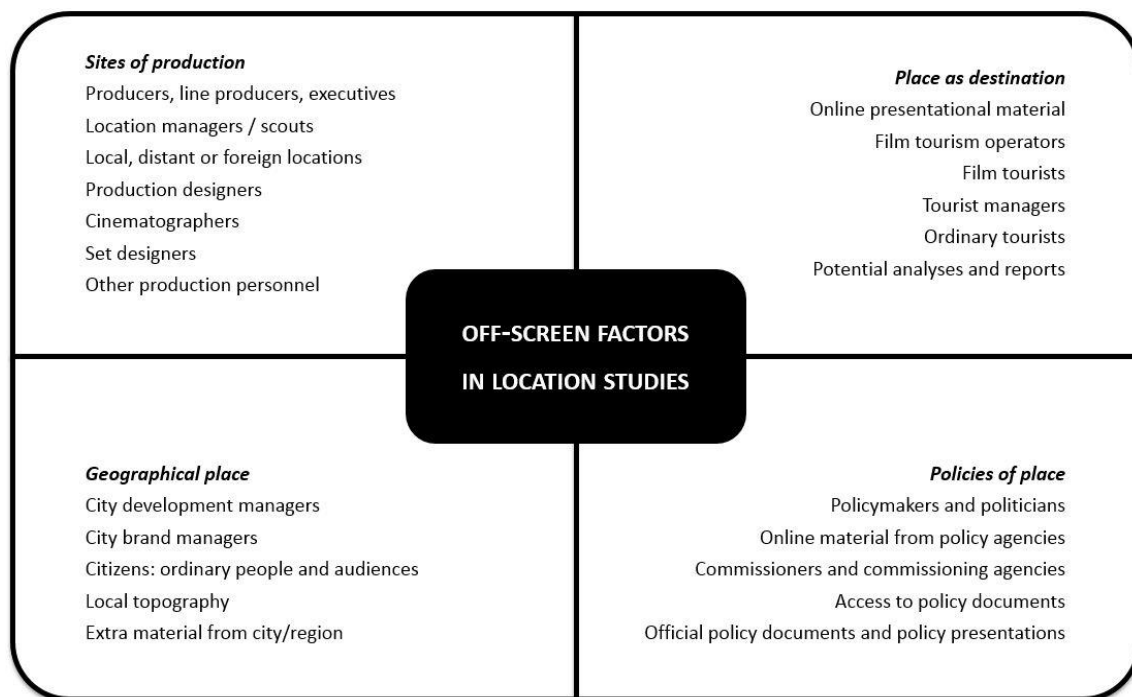 Sites of production
Producers, line producers, executives
Location managers / scouts
Local, distant or foreign locations
Production designers
Cinematographers
Set designers
Other production personnel
Place as destination
Online presentational material
Film tourism operators
Film tourists
Tourist managers
Ordinary tourists
Potential analyses and reports
OFF-SCREEN FACTORS
IN LOCATION STUDIES
Geographical place
City development managers
City brand managers
Citizens: ordinary people and audiences
Local topography
Extra material from city/region
Policies of place
Policymakers and politicians
Online material from policy agencies
Commissioners and commissioning agencies
Access to policy documents
Official policy documents and policy presentations